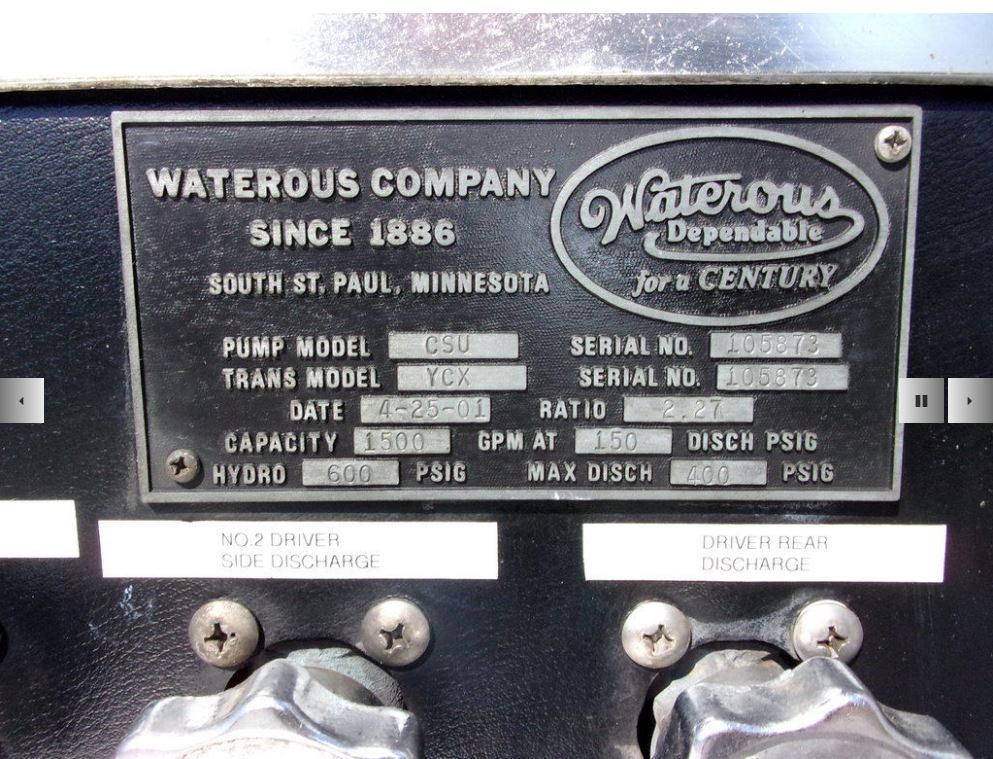 WATEROUS COMPANY
SINCE 1886
SOUTH ST. PAUL, MINNESOTA
Waterous
Dependable
for a CENTURY
PUMP MODEL CSU SERIAL NO. 105873
TRANS MODEL YCX SERIAL NO. 105873
DATE 4-25-01 RATIO 2.27
CAPACITY 1500 GPM AT 150 DISCH PSIG
HYDRO 600 PSIG MAX DISCH 400 PSIG
NO.2 DRIVER
SIDE DISCHARGE
DRIVER REAR
DISCHARGE